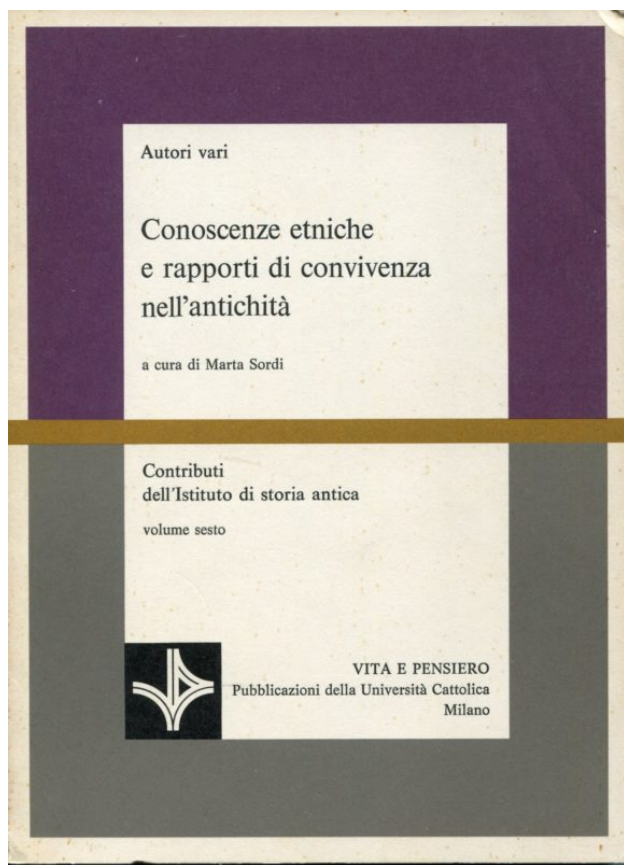 Autori vari
Conoscenze etniche
e rapporti di convivenza
nell'antichità
a cura di Marta Sordi
Contributi
dell'Istituto di storia antica
volume sesto
VITA E PENSIERO
Pubblicazioni della Università Cattolica
Milano